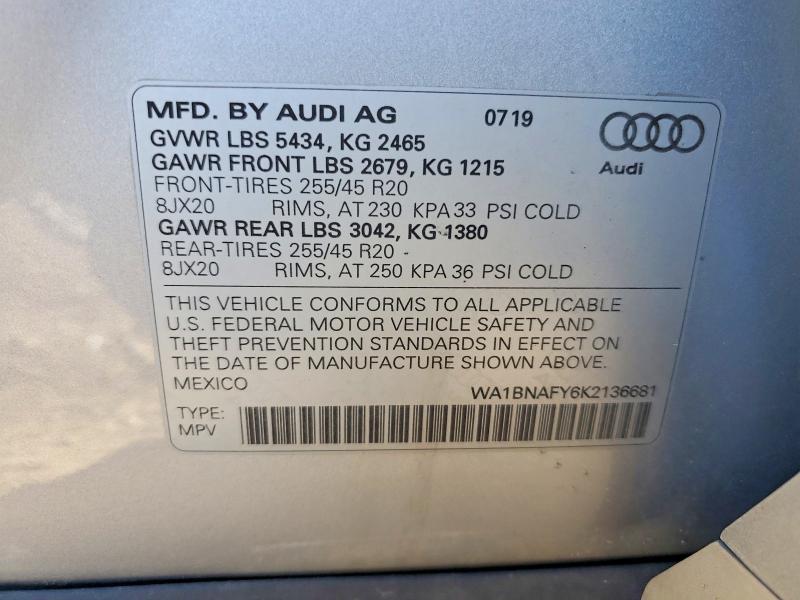 MFD. BY AUDI AG 0719
GVWR LBS 5434, KG 2465
GAWR FRONT LBS 2679, KG 1215
Audi
FRONT-TIRES 255/45 R20
8JX20 RIMS, AT 230 KPA 33 PSI COLD
GAWR REAR LBS 3042, KG 1380
REAR-TIRES 255/45 R20
8JX20 RIMS, AT 250 KPA 36 PSI COLD
THIS VEHICLE CONFORMS TO ALL APPLICABLE
U.S. FEDERAL MOTOR VEHICLE SAFETY AND
THEFT PREVENTION STANDARDS IN EFFECT ON
THE DATE OF MANUFACTURE SHOWN ABOVE.
MEXICO WA1BNAFY6K2136681
TYPE:
MPV